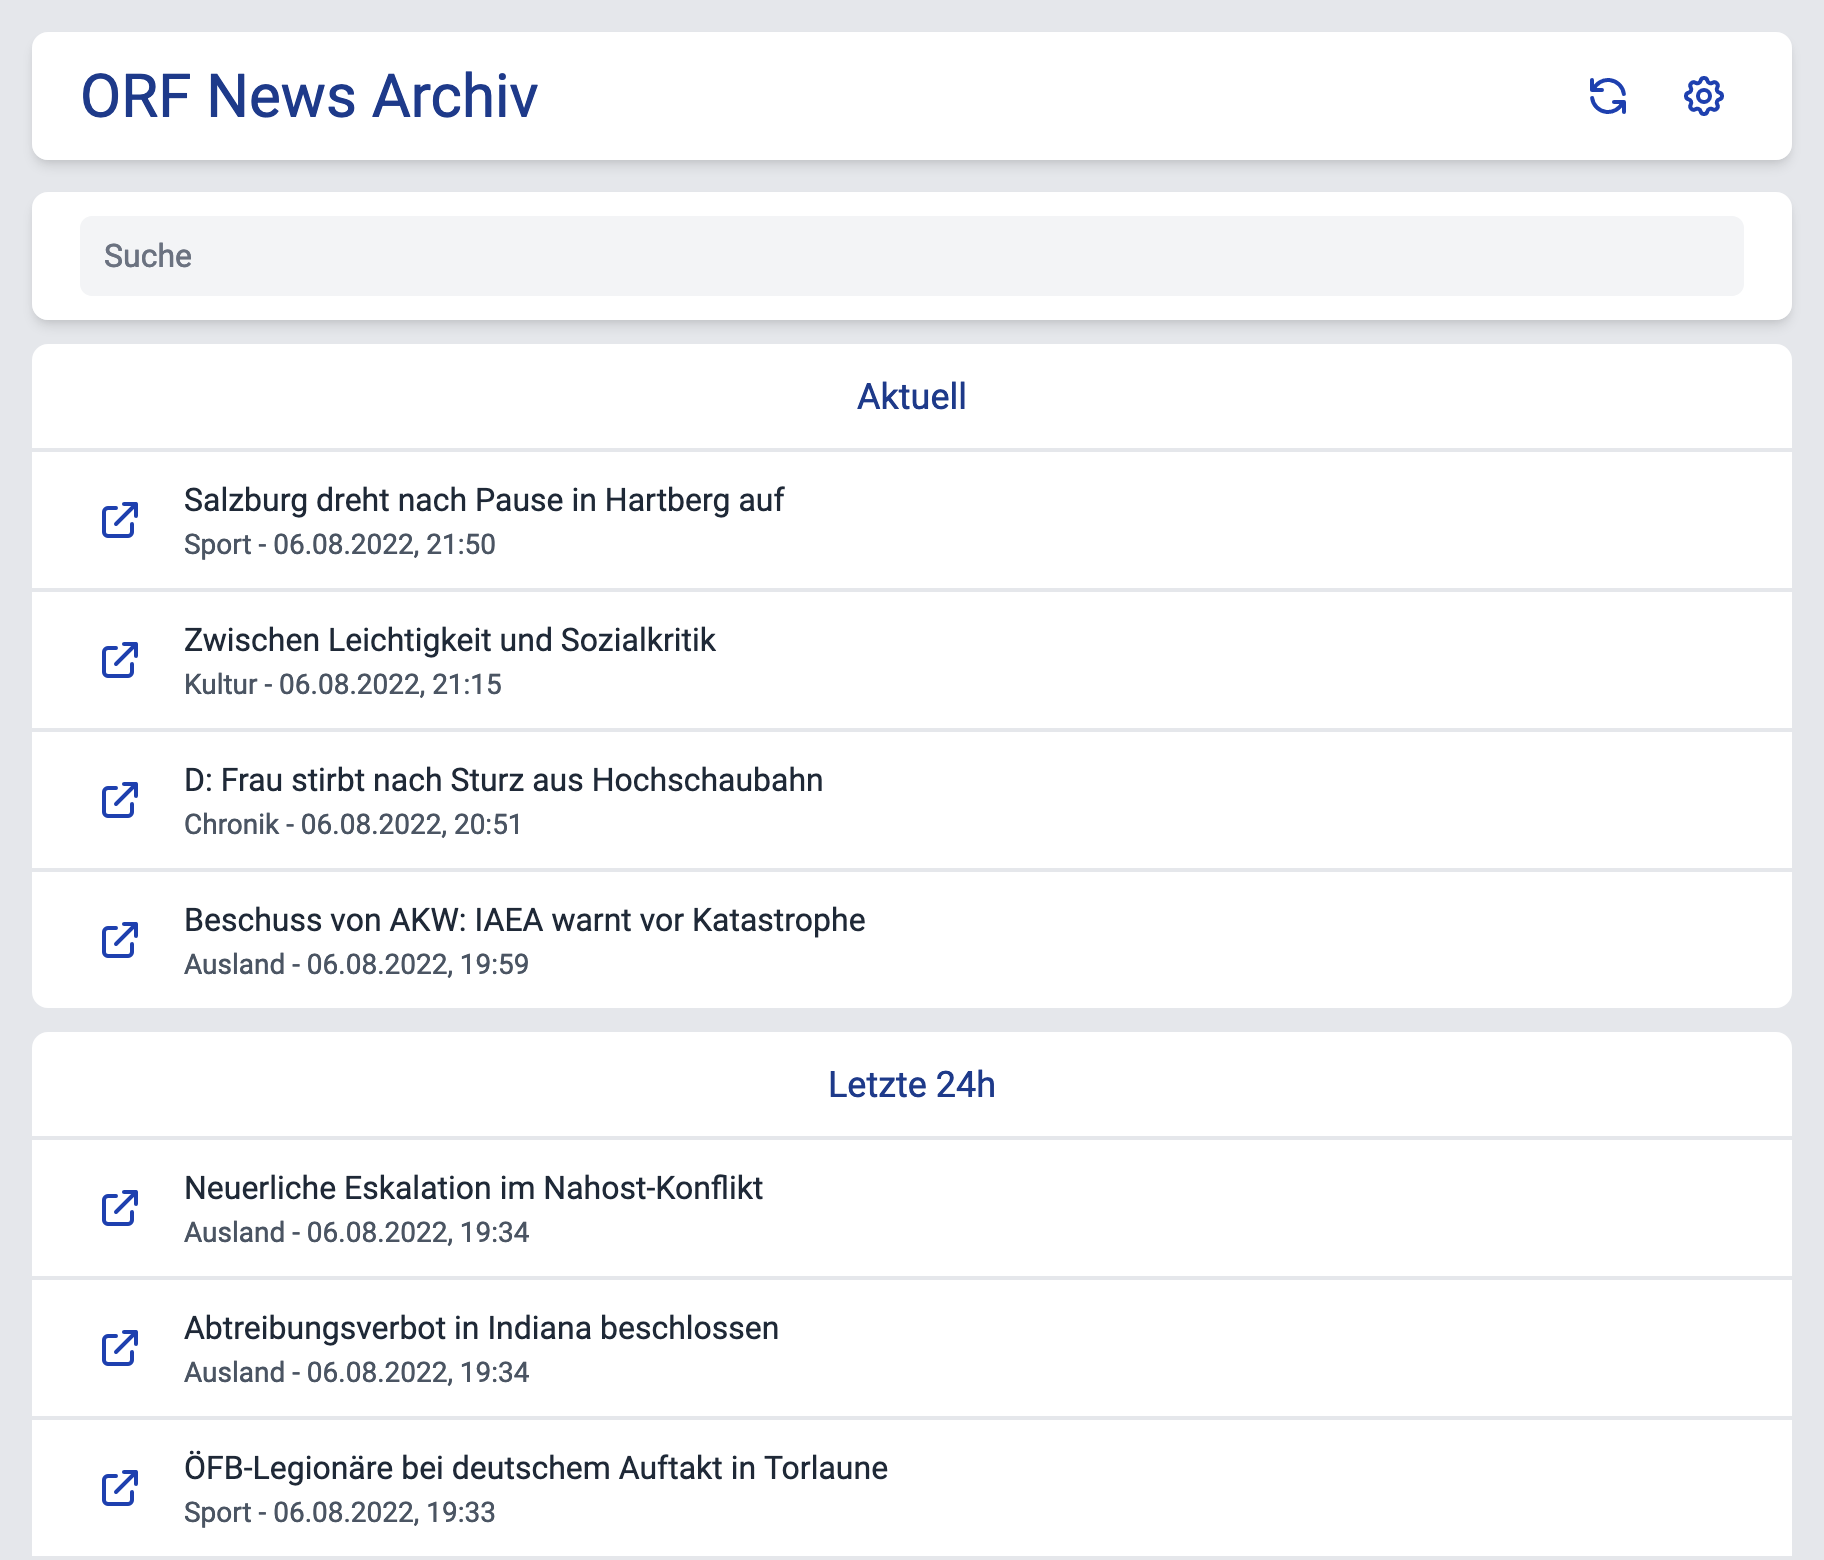 ORF News Archiv
Suche
Aktuell
Salzburg dreht nach Pause in Hartberg auf
Sport - 06.08.2022, 21:50
Zwischen Leichtigkeit und Sozialkritik
Kultur - 06.08.2022, 21:15
D: Frau stirbt nach Sturz aus Hochschaubahn
Chronik - 06.08.2022, 20:51
Beschuss von AKW: IAEA warnt vor Katastrophe
Ausland - 06.08.2022, 19:59
Letzte 24h
Neuerliche Eskalation im Nahost-Konflikt
Ausland - 06.08.2022, 19:34
Abtreibungsverbot in Indiana beschlossen
Ausland - 06.08.2022, 19:34
ÖFB-Legionäre bei deutschem Auftakt in Torlaune
Sport - 06.08.2022, 19:33